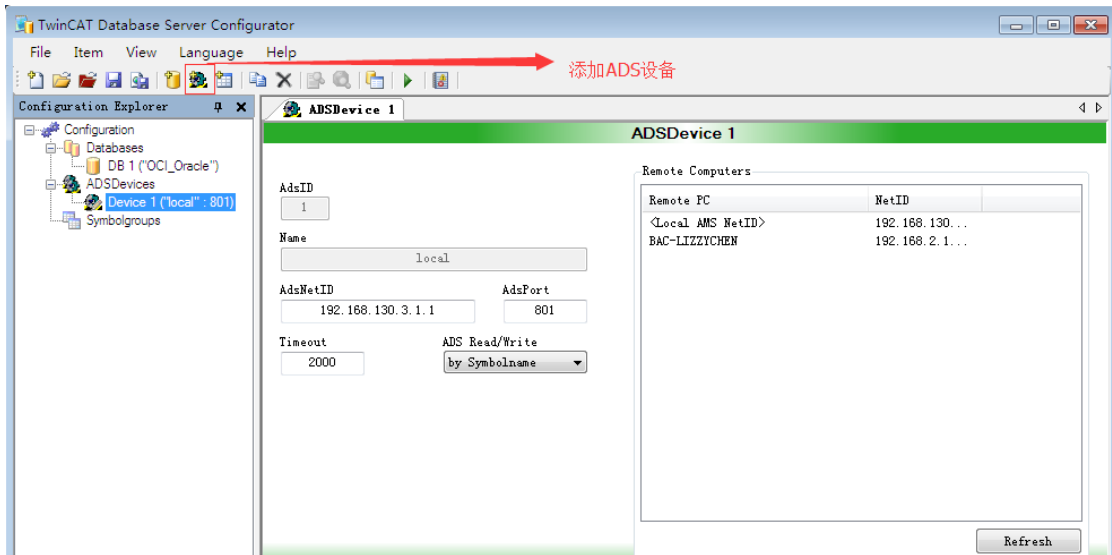 TwinCAT Database Server Configurator
File Item View Language Help
添加ADS设备
Configuration Explorer
Configuration
Databases
DB 1 ("OCI_Oracle")
ADSDevices
Device 1 ("local" : 801)
Symbolgroups
ADSDevice 1
ADSDevice 1
AdsID
1
Name
local
AdsNetID AdsPort
192.168.130.3.1.1 801
Timeout ADS Read/Write
2000 by Symbolname
Remote Computers
Remote PC NetID
<Local AMS NetID> 192.168.130...
BAC-LIZZYCHEN 192.168.2.1...
Refresh